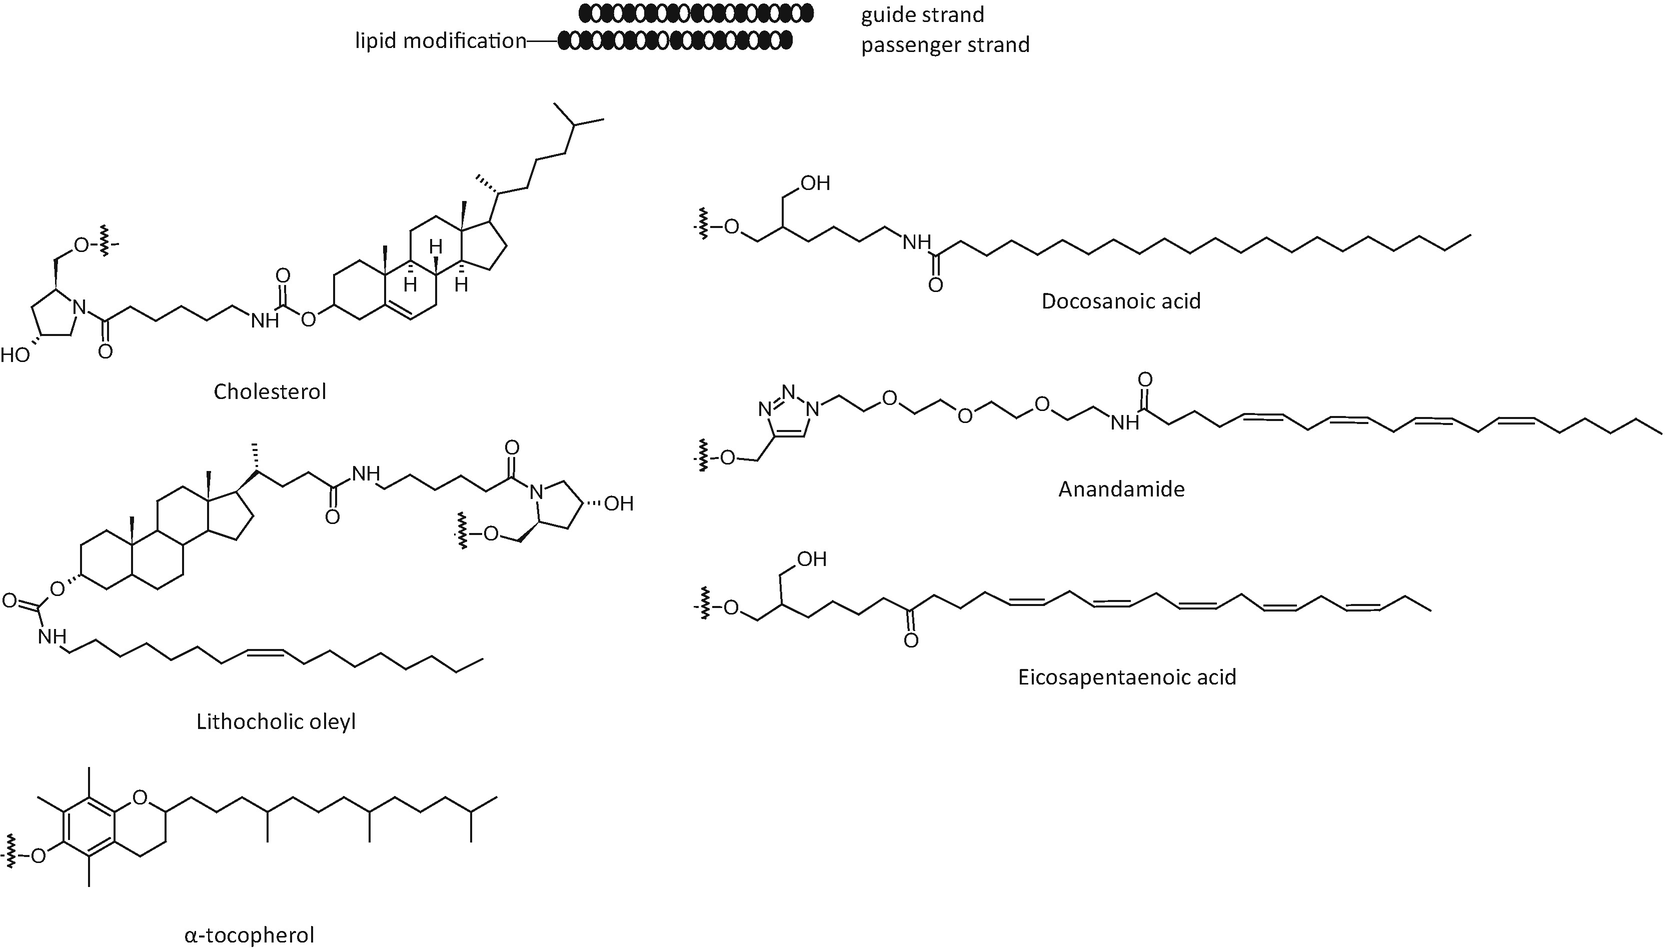 guide strand
lipid modification
passenger strand
OH
O
H
O
O
NH
H
H
O
N
NH
O
O
HO
O
Docosanoic acid
Cholesterol
O
N
N
N
O
O
O
NH
O
Anandamide
O
NH
O
N
OH
O
O
O
O
NH
OH
O
O
Eicosapentaenoic acid
Lithocholic oleyl
O
O
α-tocopherol